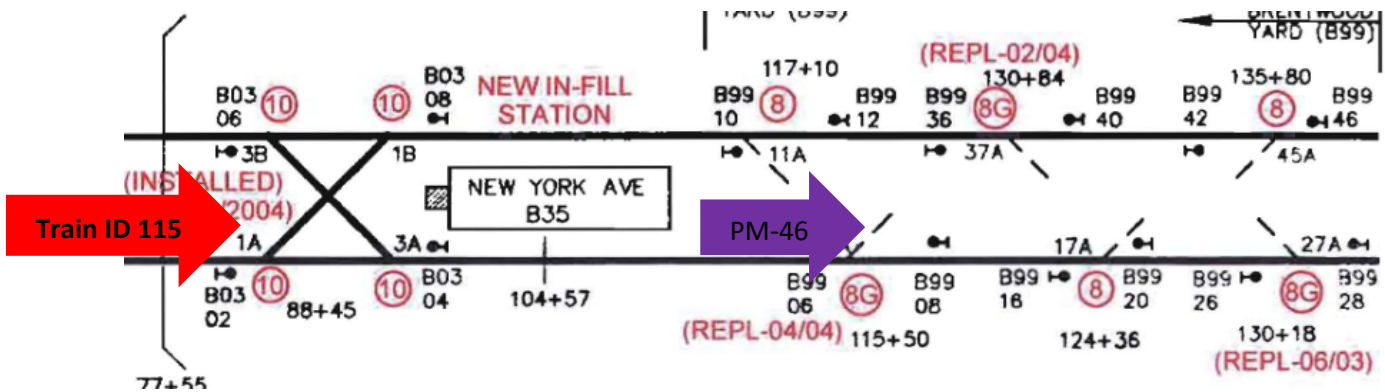 YARD (B99)
BRENTWOOD
YARD (B99)
(REPL-02/04)
B03
08
NEW IN-FILL
STATION
117+10
130+84
135+80
B03
06
10
10
B99
10
8
B99
12
B99
36
8G
B99
40
B99
42
8
B99
46
3B
1B
11A
37A
45A
(INSTALLED)
/2004)
NEW YORK AVE
B35
Train ID 115
PM-46
1A
3A
17A
27A
B03
02
10
88+45
10
B03
04
104+57
B99
06
8G
B99
08
B99
16
8
B99
20
B99
26
8G
B99
28
(REPL-04/04)
115+50
124+36
130+18
(REPL-06/03)
77+55